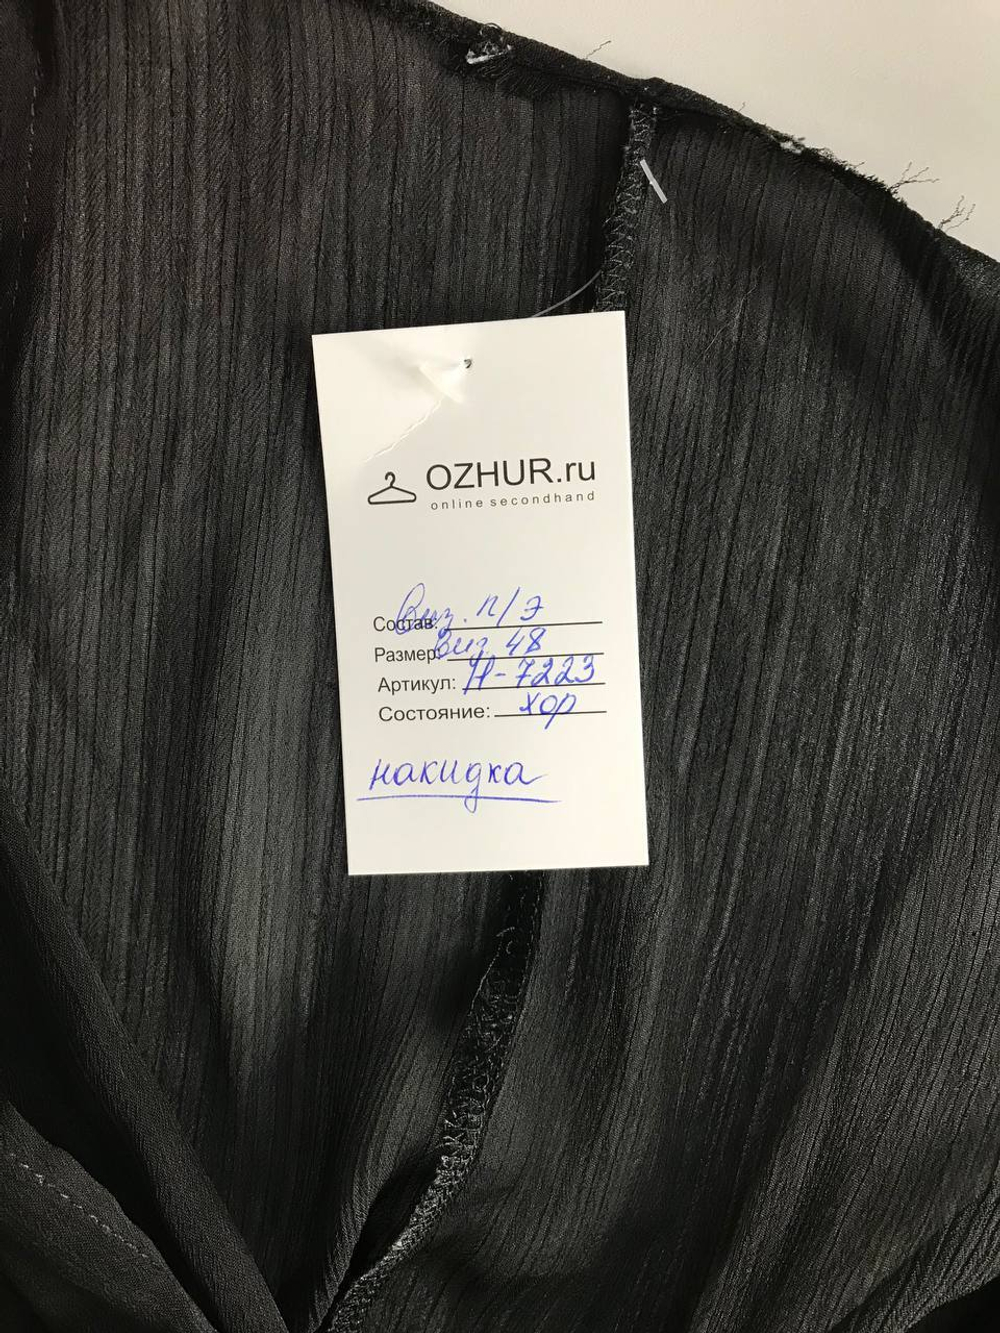 OZHUR.ru
online secondhand
Состав: Виз. п/э
Размер: Виз. 48
Артикул: Н-7223
Состояние: хор
накидка